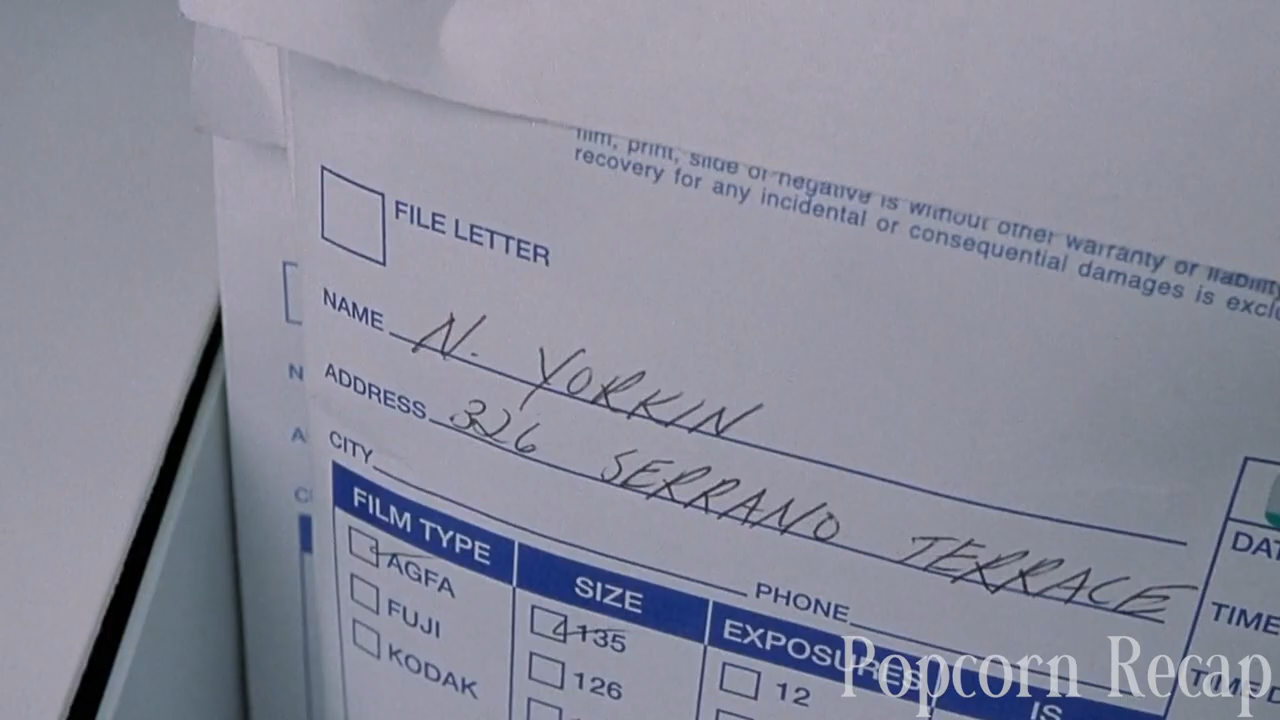 film, print, slide or negative is without other warranty or liability
recovery for any incidental or consequential damages is
FILE LETTER
NAME N. YORKIN
ADDRESS 326 SERRANO TERRACE
CITY
PHONE
FILM TYPE
SIZE
EXPOSURES
IS
AGFA
FUJI
KODAK
135
126
12
TIME
Popcorn Recap